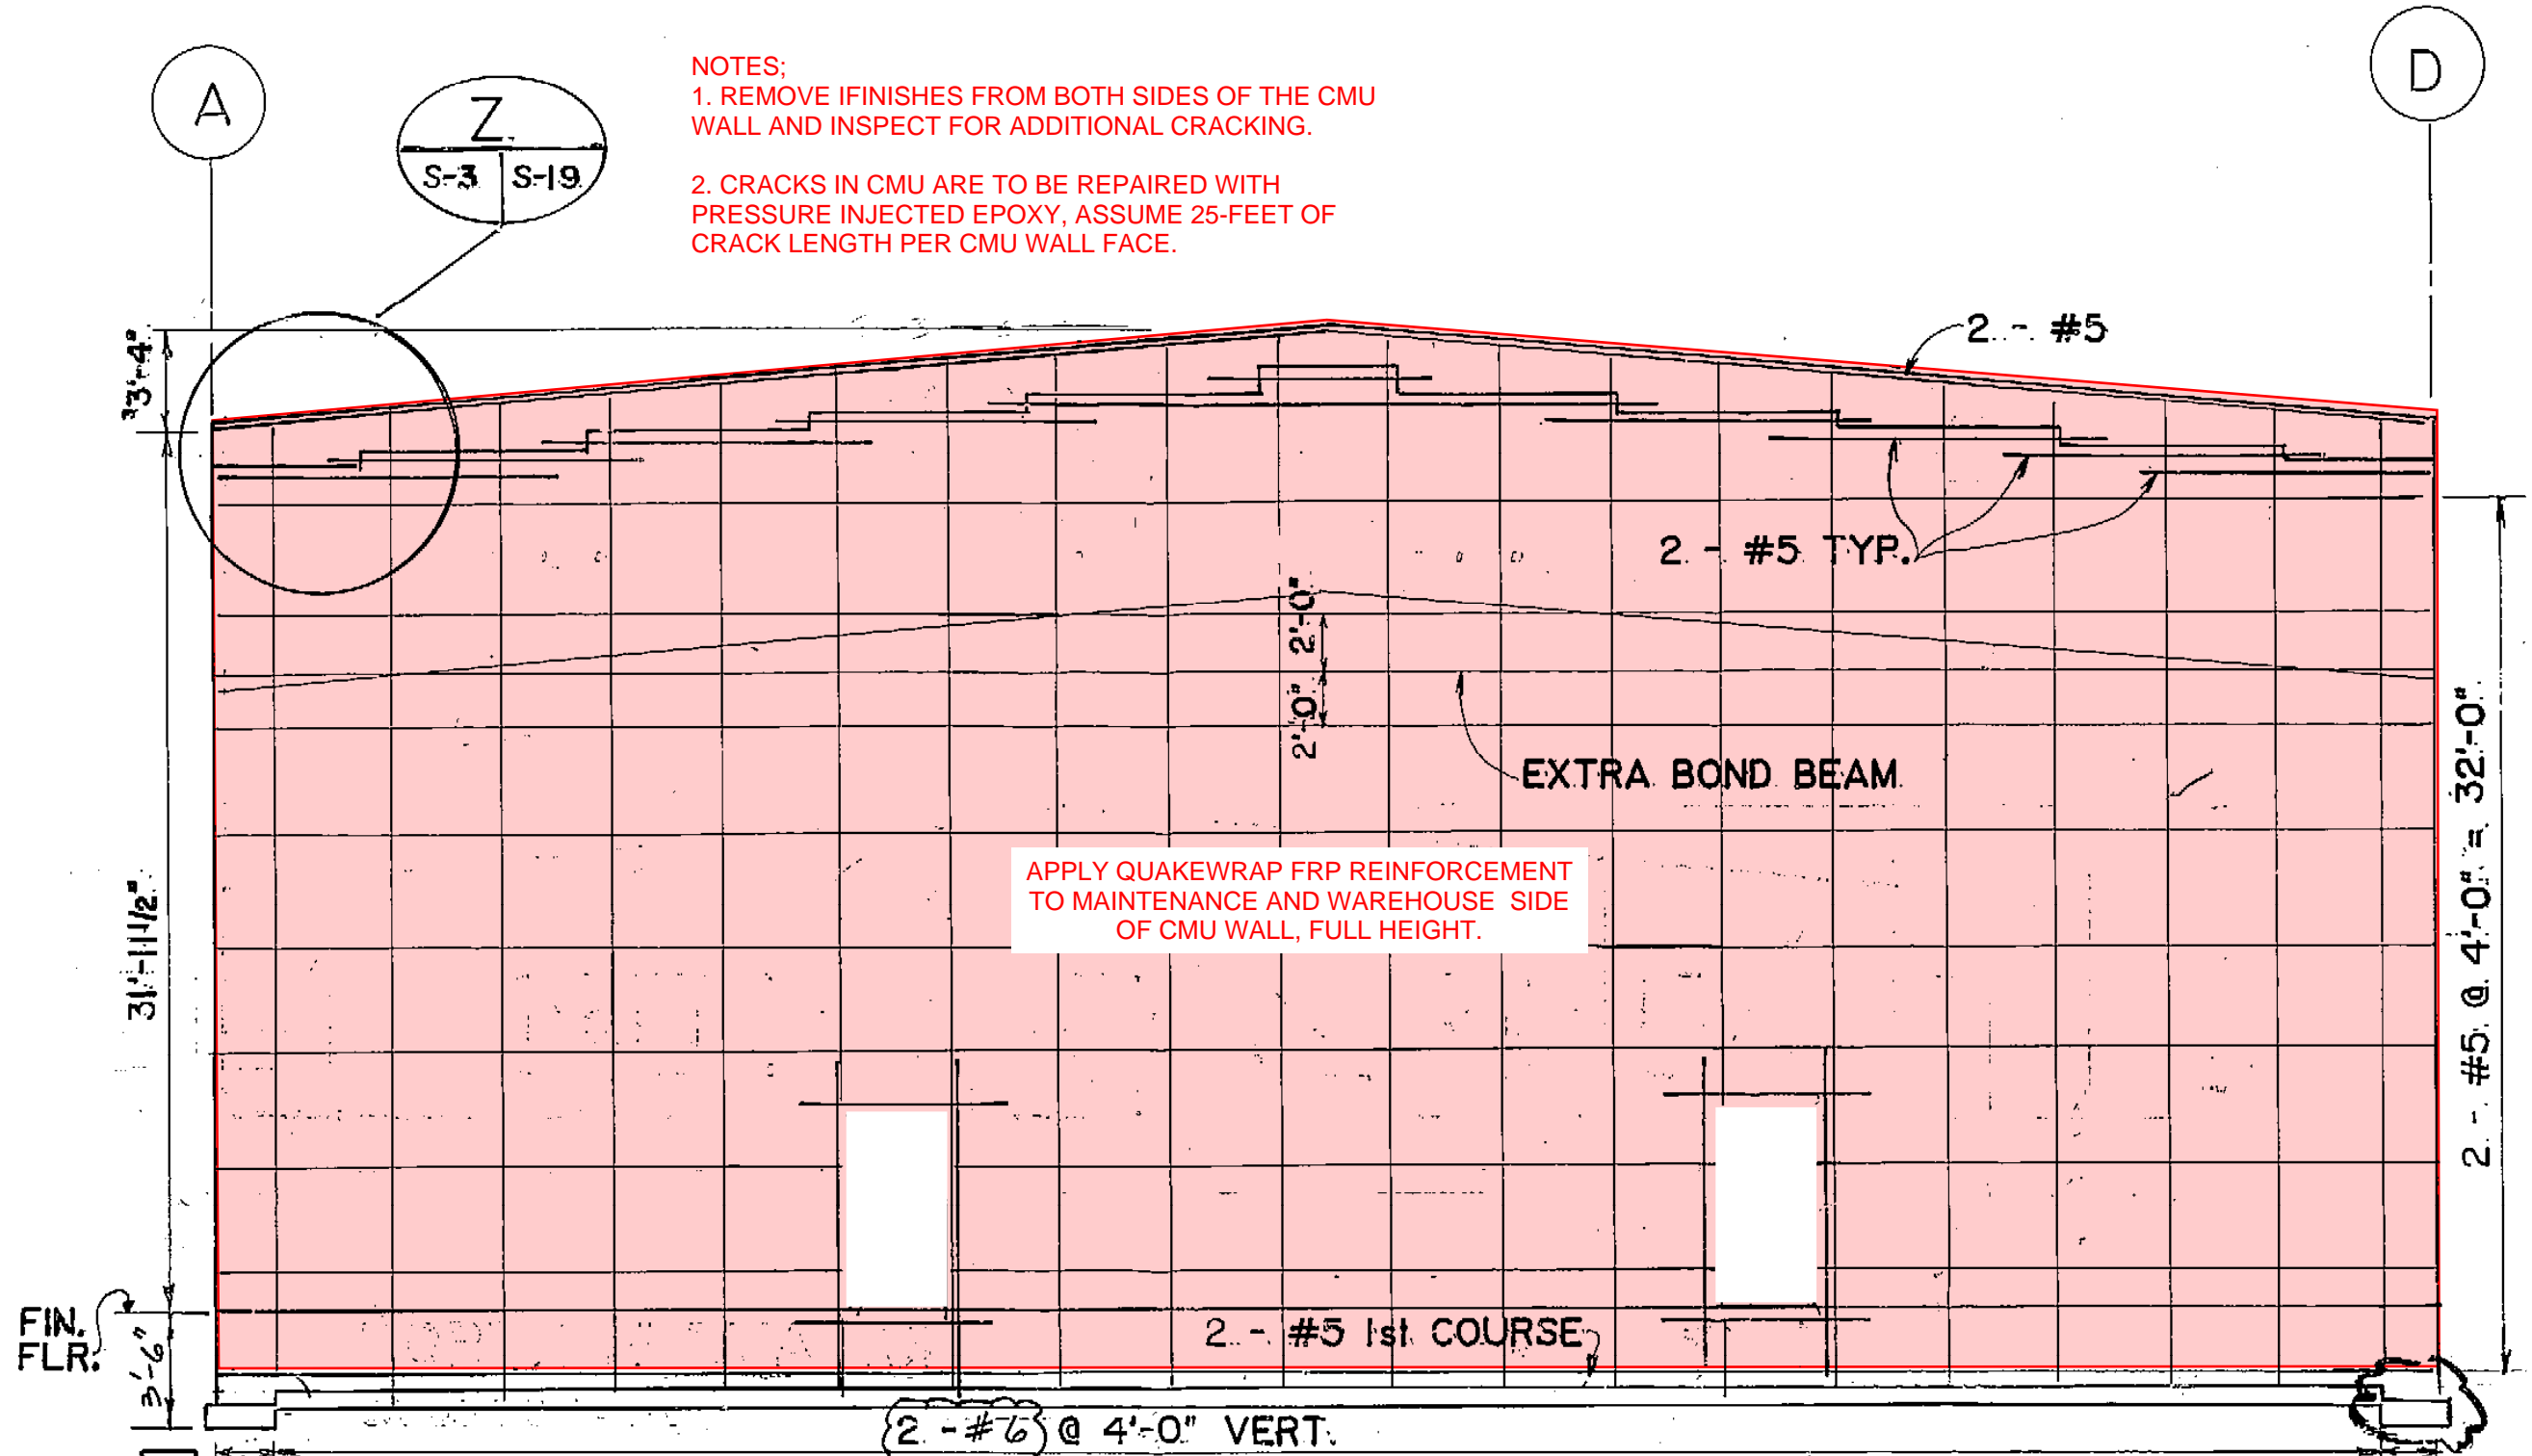 A
D
Z
S-3 S-19
NOTES;
1. REMOVE IFINISHES FROM BOTH SIDES OF THE CMU
WALL AND INSPECT FOR ADDITIONAL CRACKING.
2. CRACKS IN CMU ARE TO BE REPAIRED WITH
PRESSURE INJECTED EPOXY, ASSUME 25-FEET OF
CRACK LENGTH PER CMU WALL FACE.
2 - #5
2 - #5 TYP.
2'-0"
2'-0"
EXTRA BOND BEAM
31'-11 1/2"
2 - #5 @ 4'-0" = 32'-0"
APPLY QUAKEWRAP FRP REINFORCEMENT
TO MAINTENANCE AND WAREHOUSE SIDE
OF CMU WALL, FULL HEIGHT.
FIN.
FLR.
3'-6"
2 - #5 1st COURSE
2 - #6 @ 4'-0" VERT.